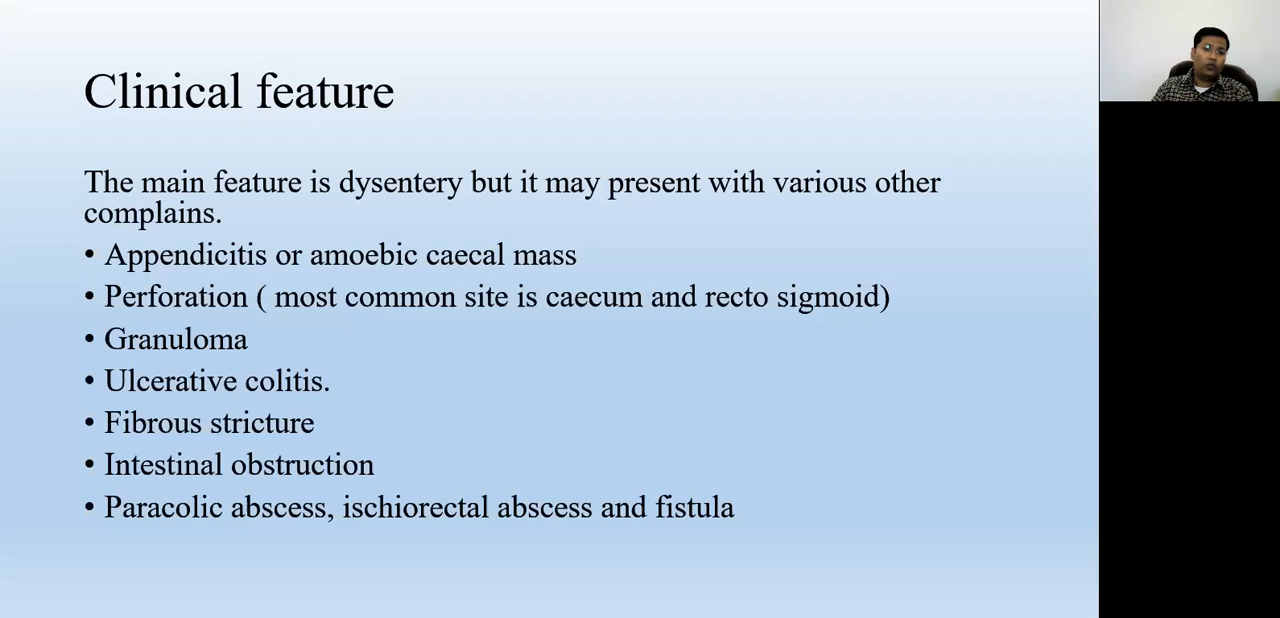 Clinical feature
The main feature is dysentery but it may present with various other
complains.
• Appendicitis or amoebic caecal mass
• Perforation ( most common site is caecum and recto sigmoid)
• Granuloma
• Ulcerative colitis.
• Fibrous stricture
• Intestinal obstruction
• Paracolic abscess, ischiorectal abscess and fistula